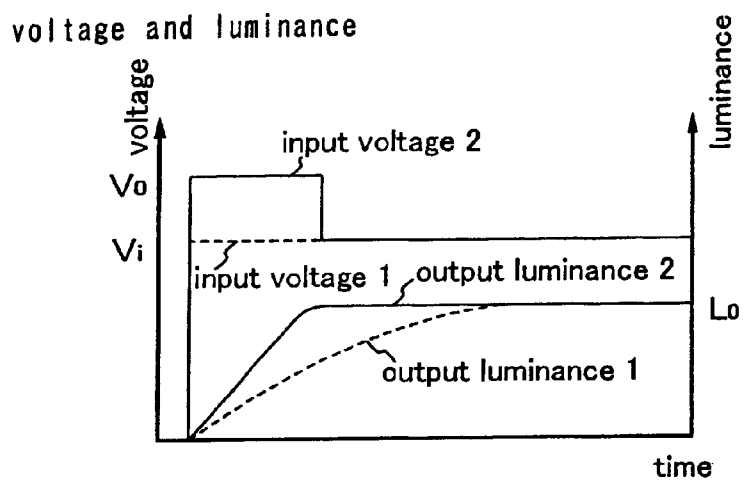 voltage and luminance
voltage
luminance
input voltage 2
Vo
Vi
input voltage 1
output luminance 2
Lo
output luminance 1
time